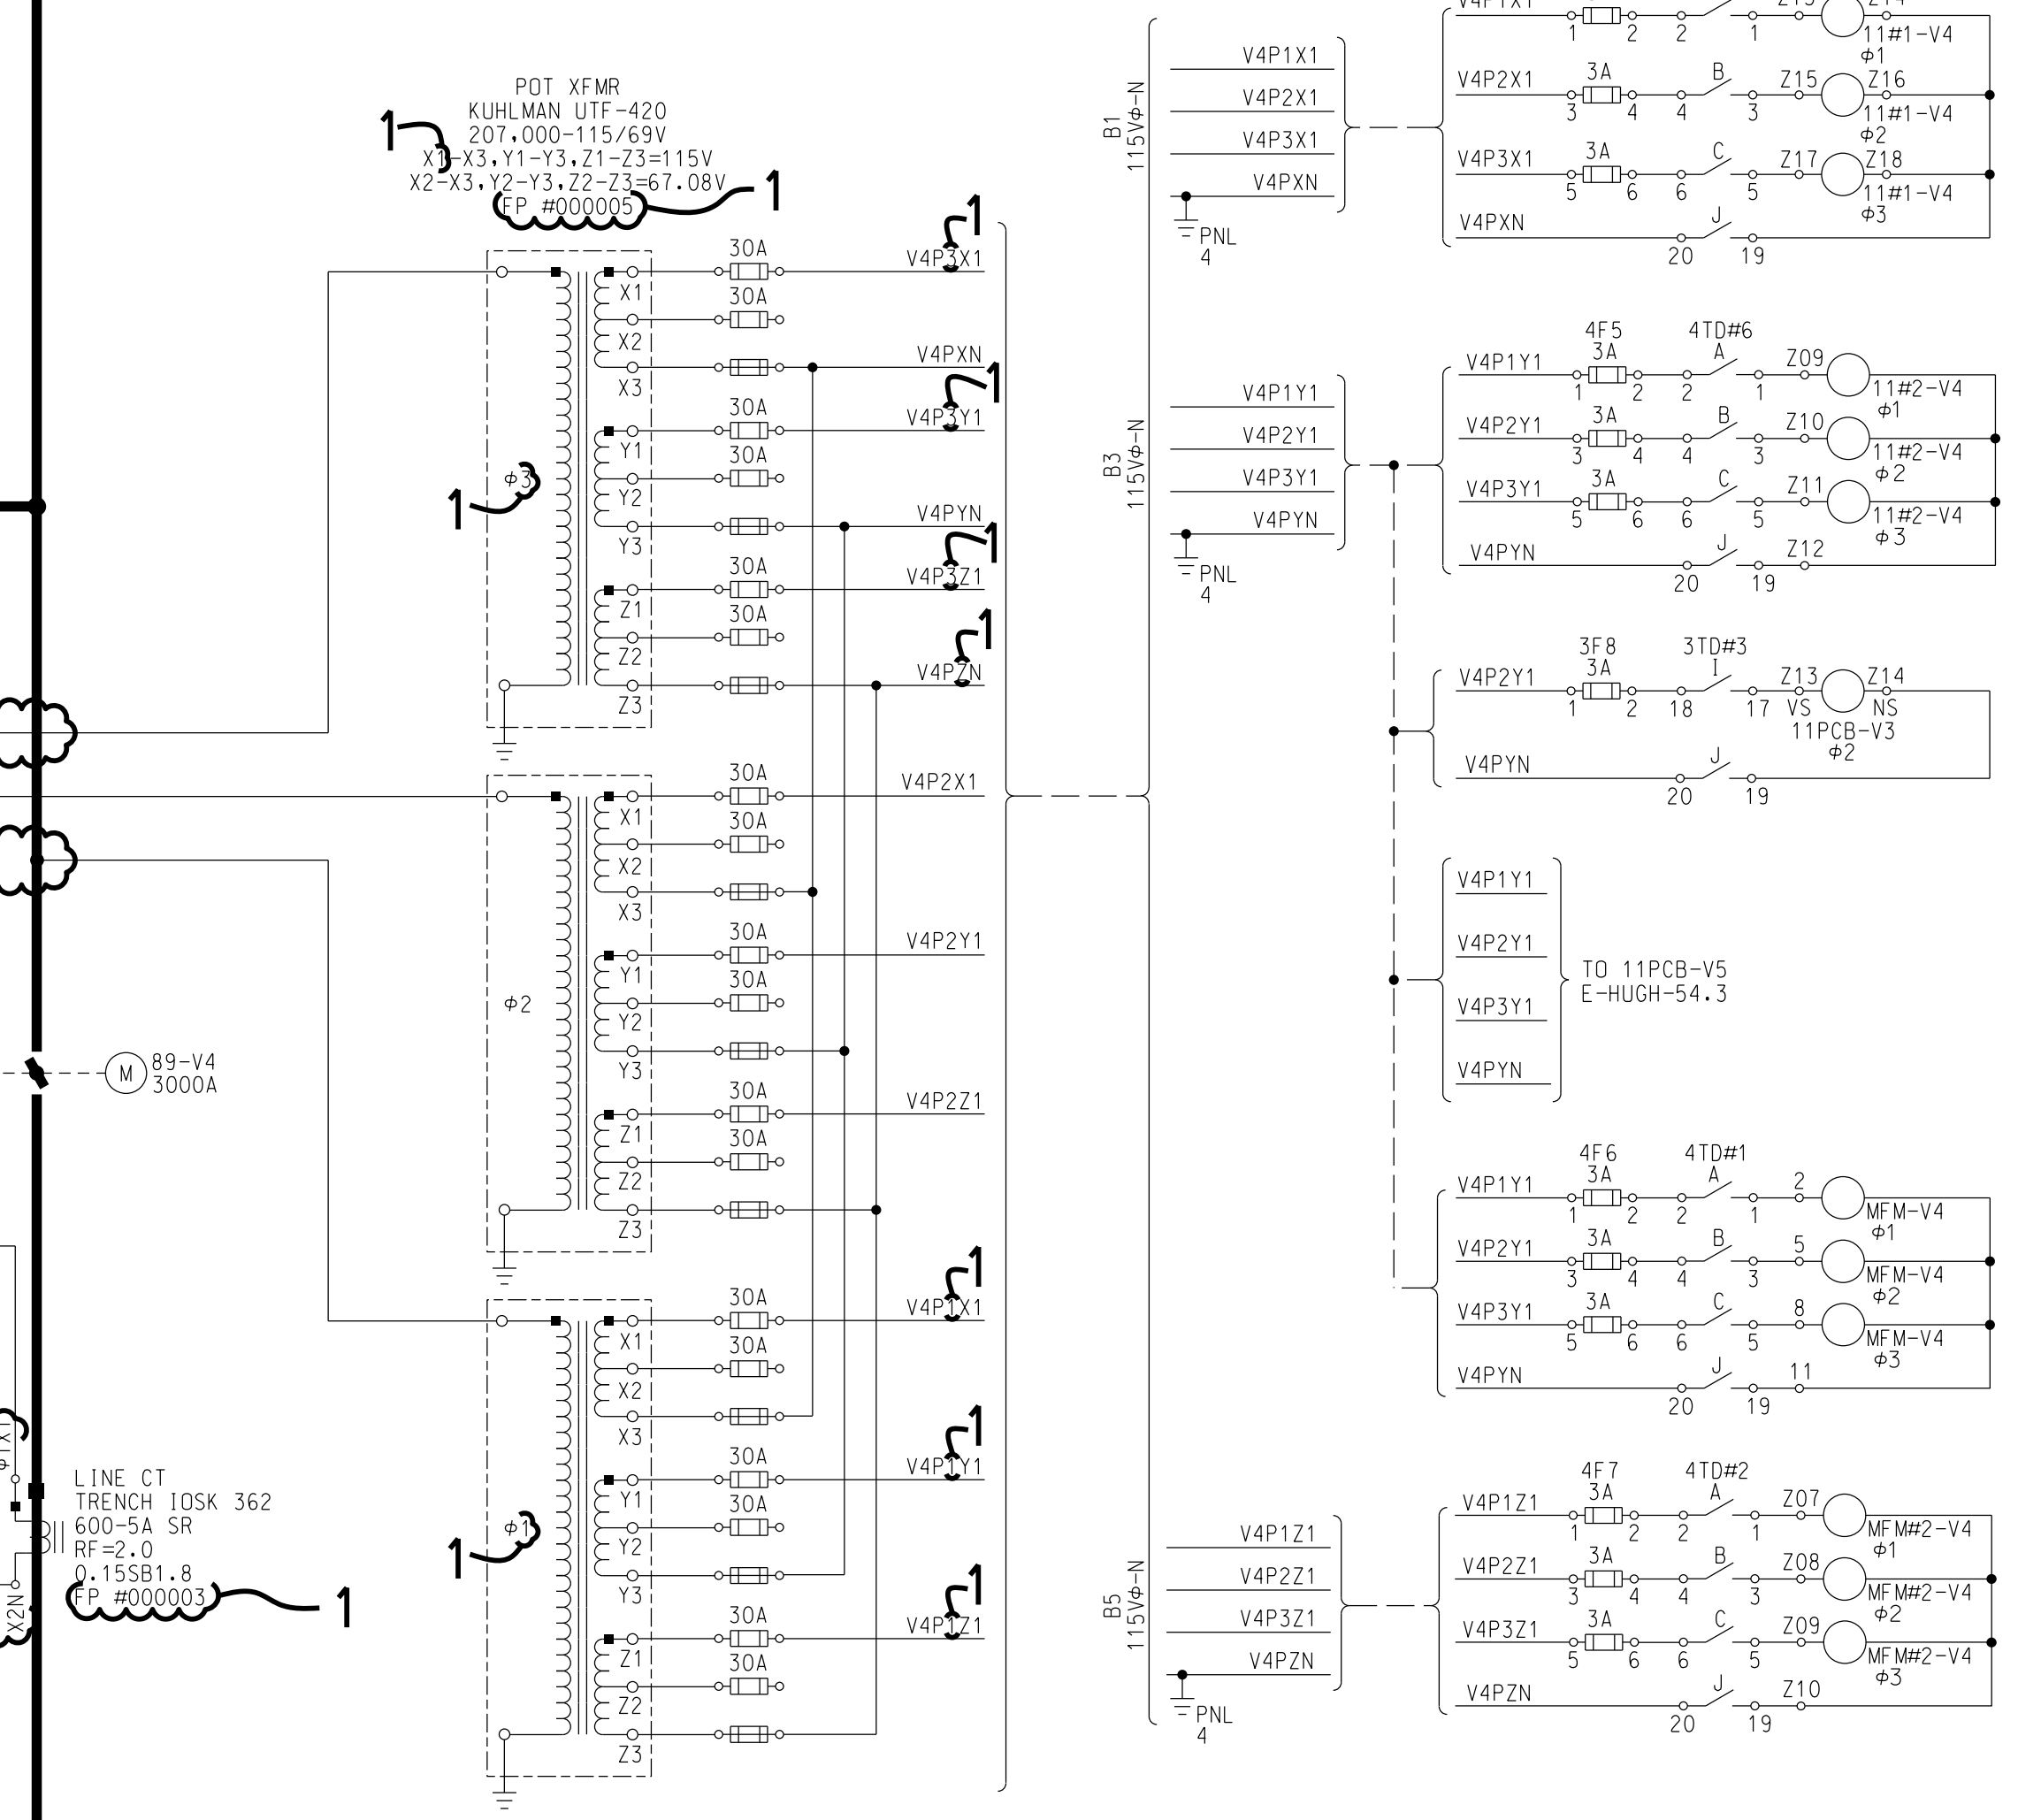 POT XFMR
KUHLMAN UTF-420
207,000-115/69V
X1-X3,Y1-Y3,Z1-Z3=115V
X2-X3,Y2-Y3,Z2-Z3=67.08V
FP #000005
1
1
30A
V4P3X1
1
X1
30A
X2
V4PXN
X3
1
30A
V4P3Y1
Y1
30A
φ3
1
Y2
V4PYN
Y3
1
30A
V4P3Z1
Z1
30A
1
Z2
V4PZN
Z3
30A
V4P2X1
X1
30A
X2
X3
30A
V4P2Y1
Y1
30A
φ2
Y2
Y3
30A
V4P2Z1
Z1
30A
Z2
Z3
1
30A
V4P1X1
X1
30A
X2
X3
1
30A
V4P1Y1
Y1
30A
φ1
1
Y2
Y3
1
30A
V4P1Z1
Z1
30A
Z2
Z3
M
89-V4
3000A
LINE CT
TRENCH IOSK 362
600-5A SR
RF=2.0
0.15SB1.8
FP #000003
1
X2N
B1
115Vφ-N
V4P1X1
V4P2X1
V4P3X1
V4PXN
PNL
4
1 2 2 1
11#1-V4
φ1
V4P2X1 3A B Z15 Z16
3 4 4 3
11#1-V4
φ2
V4P3X1 3A C Z17 Z18
5 6 6 5
11#1-V4
φ3
V4PXN J
20 19
B3
115Vφ-N
V4P1Y1
V4P2Y1
V4P3Y1
V4PYN
PNL
4
4F5 4TD#6
V4P1Y1 3A A Z09
1 2 2 1
11#2-V4
φ1
V4P2Y1 3A B Z10
3 4 4 3
11#2-V4
φ2
V4P3Y1 3A C Z11
5 6 6 5
11#2-V4
φ3
V4PYN J Z12
20 19
3F8 3TD#3
V4P2Y1 3A I Z13 Z14
1 2 18 17 VS NS
11PCB-V3
φ2
V4PYN J
20 19
V4P1Y1
V4P2Y1
V4P3Y1
V4PYN
TO 11PCB-V5
E-HUGH-54.3
4F6 4TD#1
V4P1Y1 3A A 2
1 2 2 1
MFM-V4
φ1
V4P2Y1 3A B 5
3 4 4 3
MFM-V4
φ2
V4P3Y1 3A C 8
5 6 6 5
MFM-V4
φ3
V4PYN J 11
20 19
B5
115Vφ-N
V4P1Z1
V4P2Z1
V4P3Z1
V4PZN
PNL
4
4F7 4TD#2
V4P1Z1 3A A Z07
1 2 2 1
MFM#2-V4
φ1
V4P2Z1 3A B Z08
3 4 4 3
MFM#2-V4
φ2
V4P3Z1 3A C Z09
5 6 6 5
MFM#2-V4
φ3
V4PZN J Z10
20 19